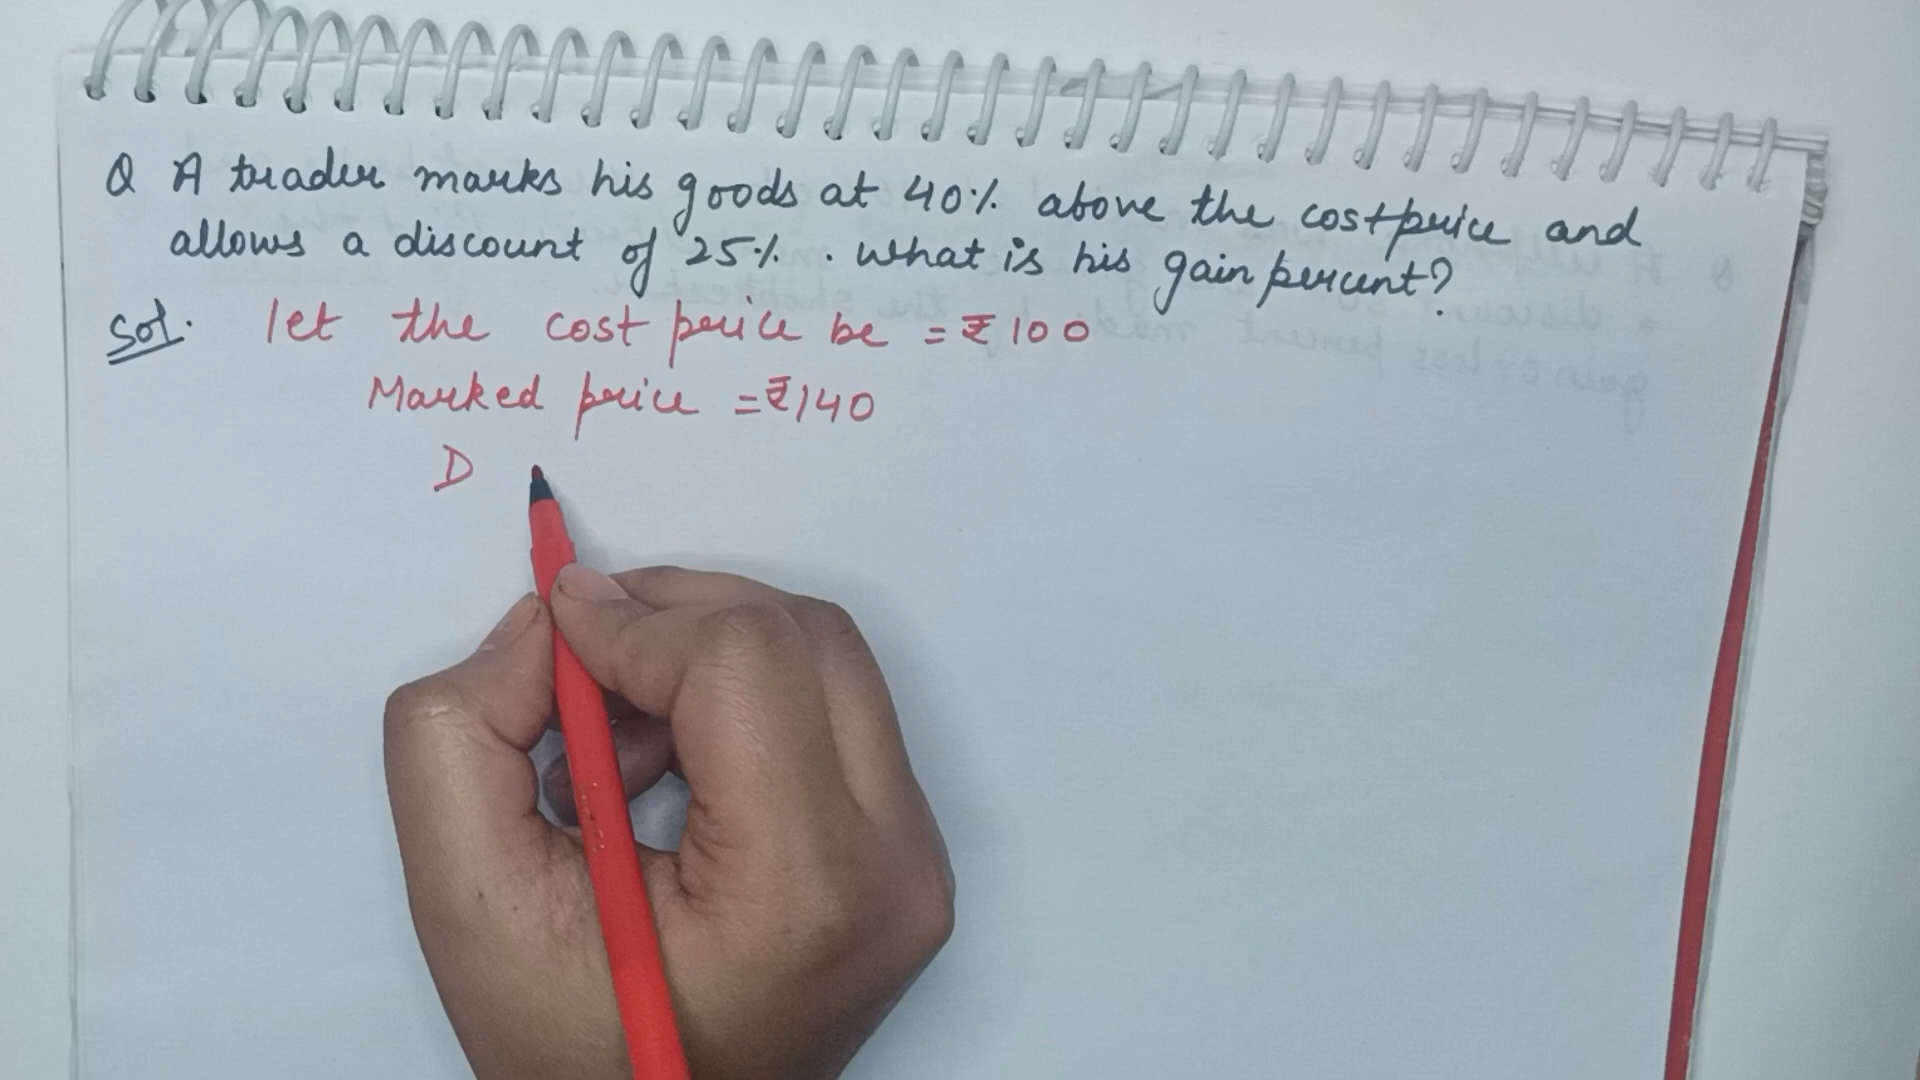 Q A trader marks his goods at 40% above the cost price and
allows a discount of 25%. What is his gain percent?
Sol. let the cost price be = ₹100
Marked price = ₹140
D